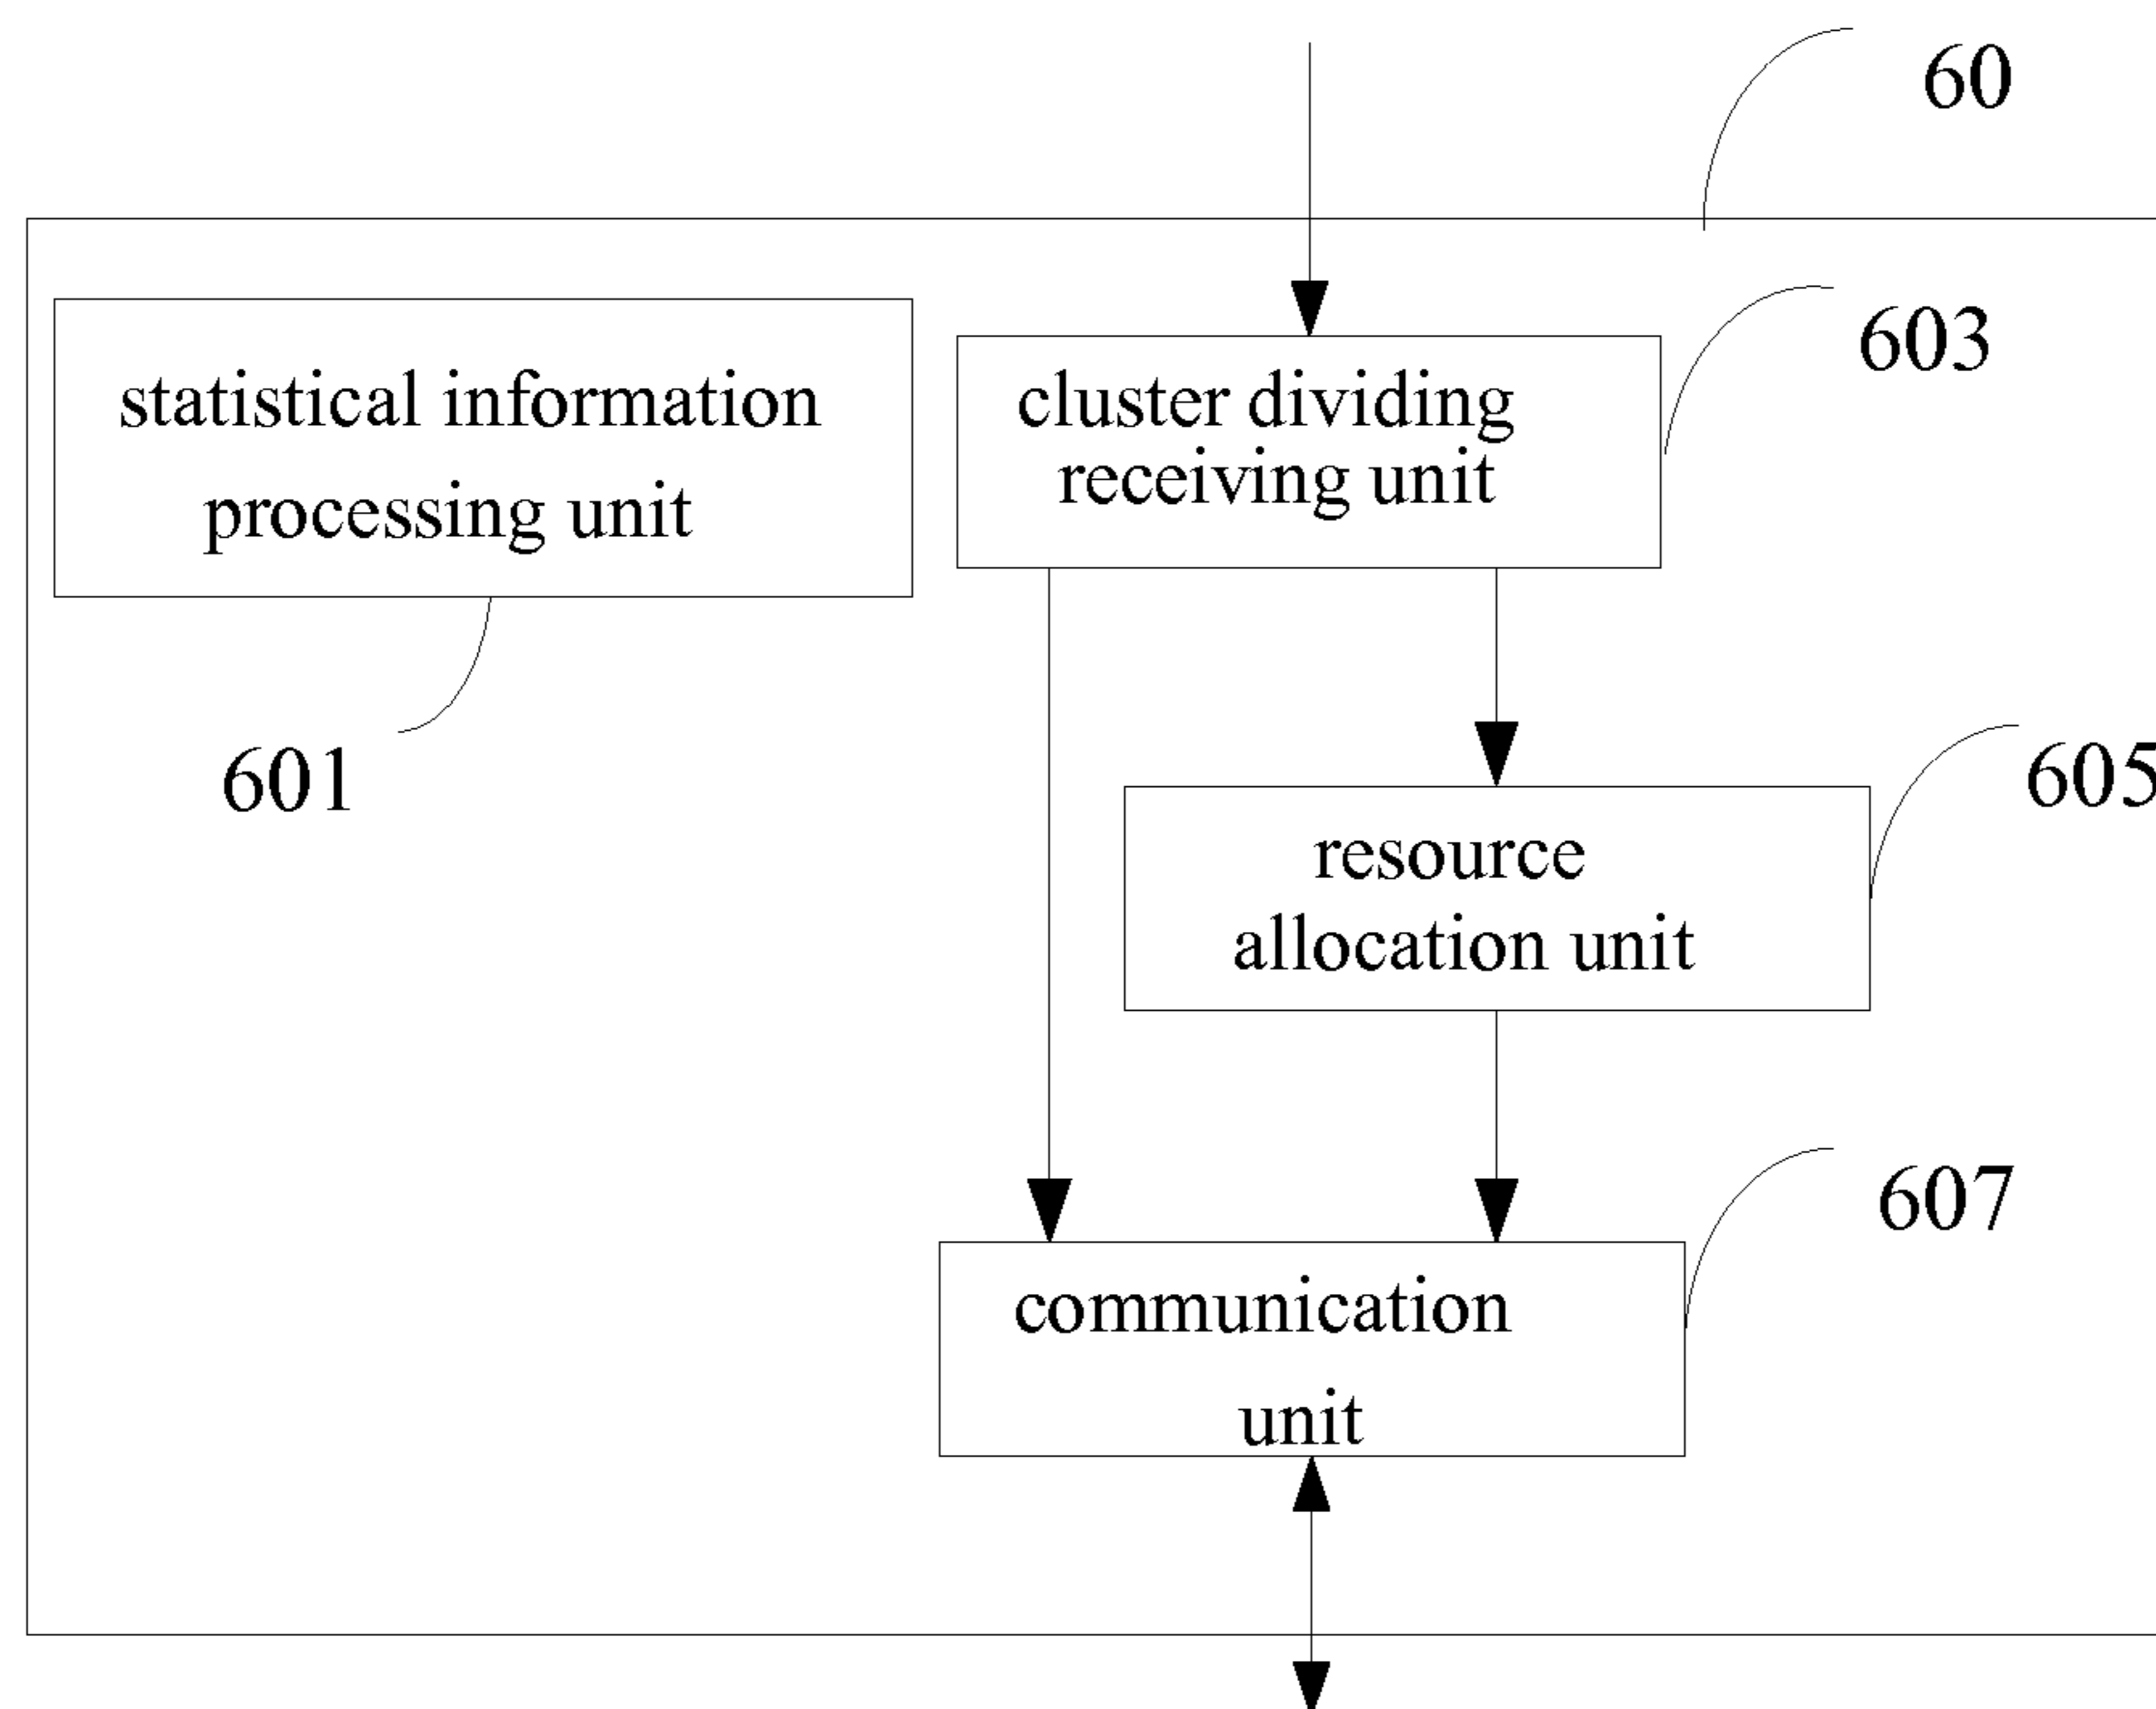 60
603
statistical information
processing unit
cluster dividing
receiving unit
601
605
resource
allocation unit
607
communication
unit